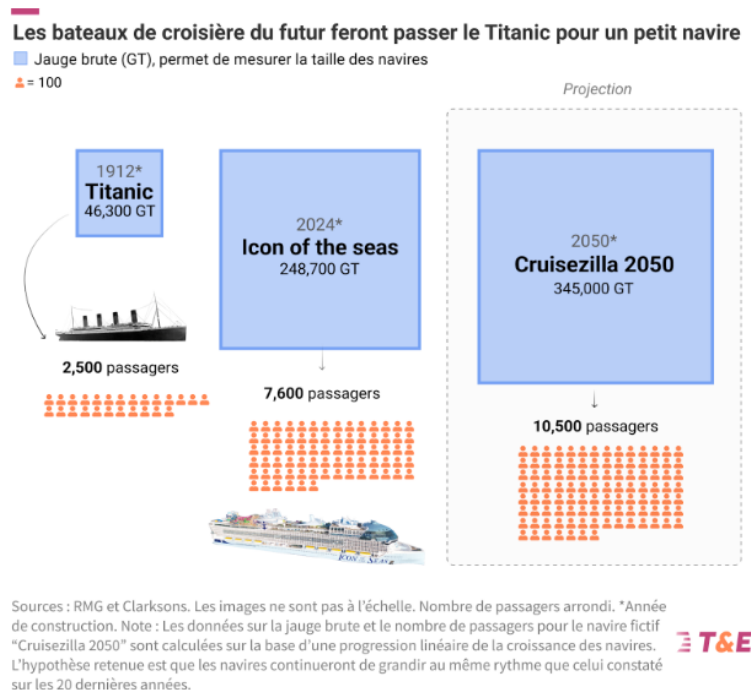 Les bateaux de croisière du futur feront passer le Titanic pour un petit navire
Jauge brute (GT), permet de mesurer la taille des navires
= 100
Projection
1912*
Titanic
46,300 GT
2,500 passagers
2024*
Icon of the seas
248,700 GT
7,600 passagers
ICON OF THE SEAS
2050*
Cruisezilla 2050
345,000 GT
10,500 passagers
Sources : RMG et Clarksons. Les images ne sont pas à l’échelle. Nombre de passagers arrondi. *Année
de construction. Note : Les données sur la jauge brute et le nombre de passagers pour le navire fictif
“Cruisezilla 2050” sont calculées sur la base d’une progression linéaire de la croissance des navires.
L’hypothèse retenue est que les navires continueront de grandir au même rythme que celui constaté
sur les 20 dernières années.
T&E